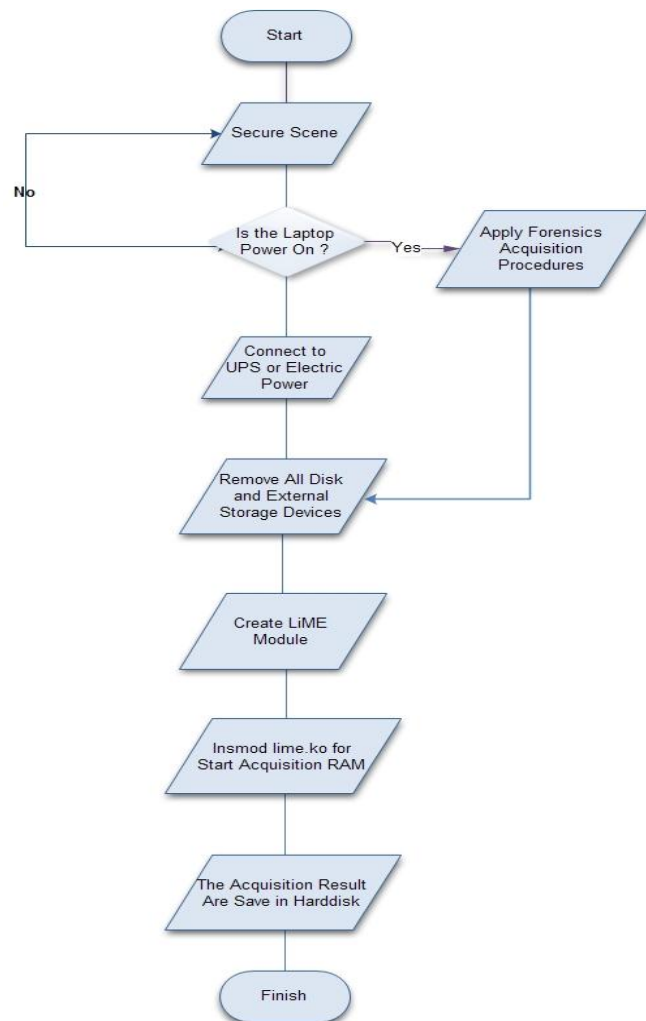 Start
Secure Scene
No
Is the Laptop
Power On ?
Yes
Apply Forensics
Acquisition
Procedures
Connect to
UPS or Electric
Power
Remove All Disk
and External
Storage Devices
Create LiME
Module
Insmod lime.ko for
Start Acquisition RAM
The Acquisition Result
Are Save in Harddisk
Finish